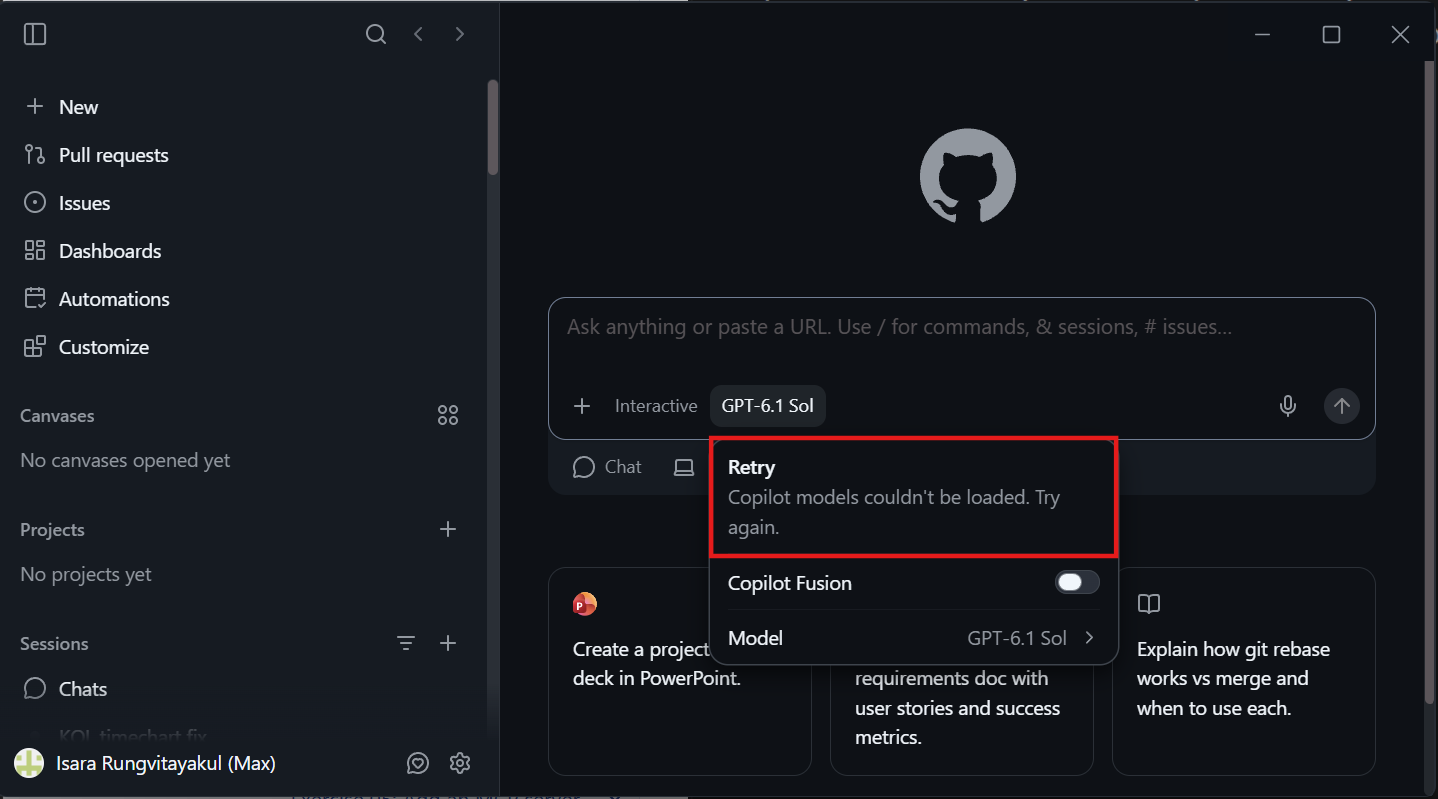 New
Pull requests
Issues
Dashboards
Automations
Customize
Canvases
No canvases opened yet
Projects
No projects yet
Sessions
Chats
KQL timechart fix
Isara Rungvitayakul (Max)
Ask anything or paste a URL. Use / for commands, & sessions, # issues...
Interactive
GPT-6.1 Sol
Chat
Retry
Copilot models couldn't be loaded. Try
again.
Copilot Fusion
Model
GPT-6.1 Sol
P
Create a project
deck in PowerPoint.
requirements doc with
user stories and success
metrics.
Explain how git rebase
works vs merge and
when to use each.